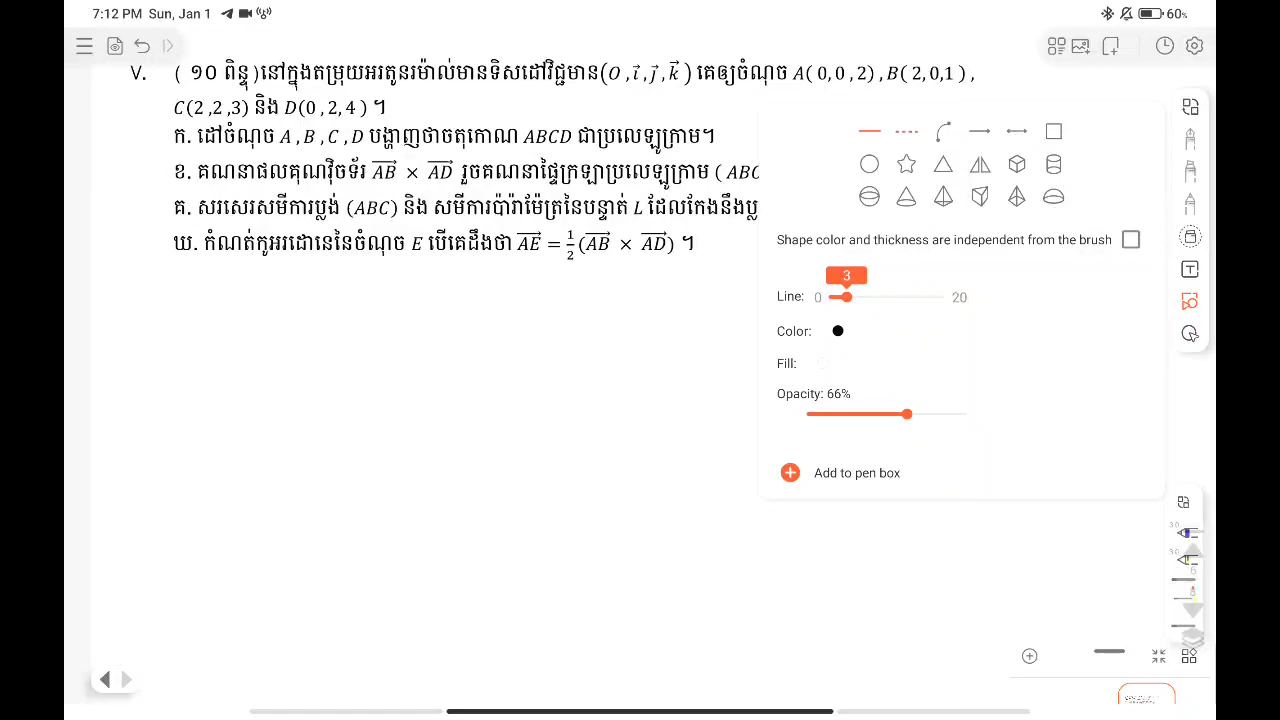 7:12 PM Sun, Jan 1
60%
V. ( ១០ ពិន្ទុ )នៅក្នុងតម្រុយអរតូនរម៉ាល់មានទិសដៅវិជ្ជមាន(O ,i⃗, j⃗, k⃗ ) គេឲ្យចំណុច A( 0,0 ,2) ,B( 2,0,1 ) ,
C(2 ,2 ,3) និង D(0 , 2, 4 ) ។
ក. ដៅចំណុច A , B , C , D បង្ហាញថាចតុកោណ ABCD ជាប្រលេឡូក្រាម។
ខ. គណនាផលគុណវ៉ិចទ័រ A͞B⃗ × A͞D⃗ រួចគណនាផ្ទៃក្រឡាប្រលេឡូក្រាម ( ABC
គ. សរសេរសមីការប្លង់ (ABC) និង សមីការប៉ារ៉ាម៉ែត្រនៃបន្ទាត់ L ដែលកែងនឹងប្ល
ឃ. កំណត់កូអរដោនេនៃចំណុច E បើគេដឹងថា A͞E⃗ = 1/2 (A͞B⃗ × A͞D⃗) ។
Shape color and thickness are independent from the brush
3
Line: 0 20
Color:
Fill:
Opacity: 66%
Add to pen box
3.0
3.0
6